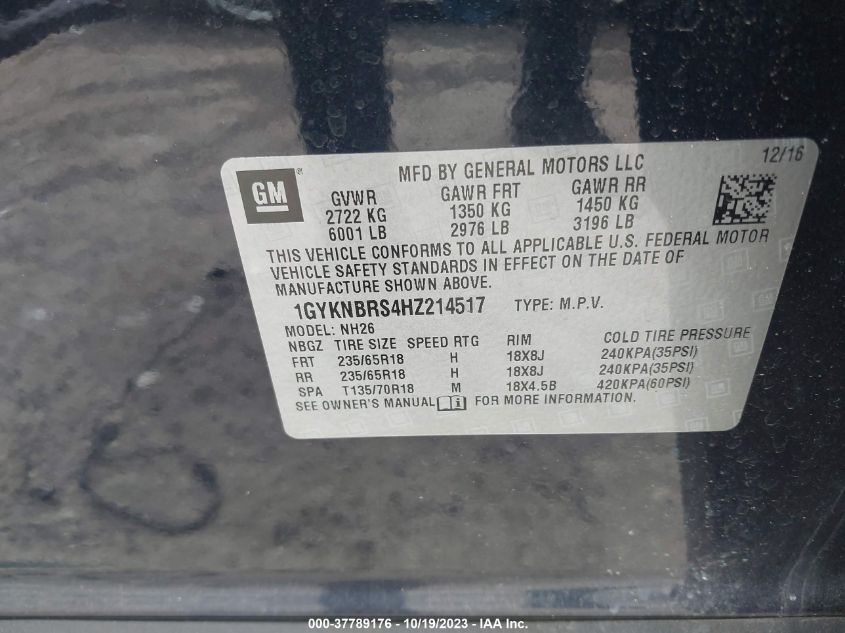 12/16
GM
MFD BY GENERAL MOTORS LLC
GVWR GAWR FRT GAWR RR
2722 KG 1350 KG 1450 KG
6001 LB 2976 LB 3196 LB
THIS VEHICLE CONFORMS TO ALL APPLICABLE U.S. FEDERAL MOTOR
VEHICLE SAFETY STANDARDS IN EFFECT ON THE DATE OF
MANUFACTURE SHOWN ABOVE.
1GYKNBRS4HZ214517 TYPE: M.P.V.
MODEL: NH26
NBGZ TIRE SIZE SPEED RTG RIM COLD TIRE PRESSURE
FRT 235/65R18 H 18X8J 240KPA(35PSI)
RR 235/65R18 H 18X8J 240KPA(35PSI)
SPA T135/70R18 M 18X4.5B 420KPA(60PSI)
SEE OWNER'S MANUAL FOR MORE INFORMATION.
000-37789176 - 10/19/2023 - IAA Inc.